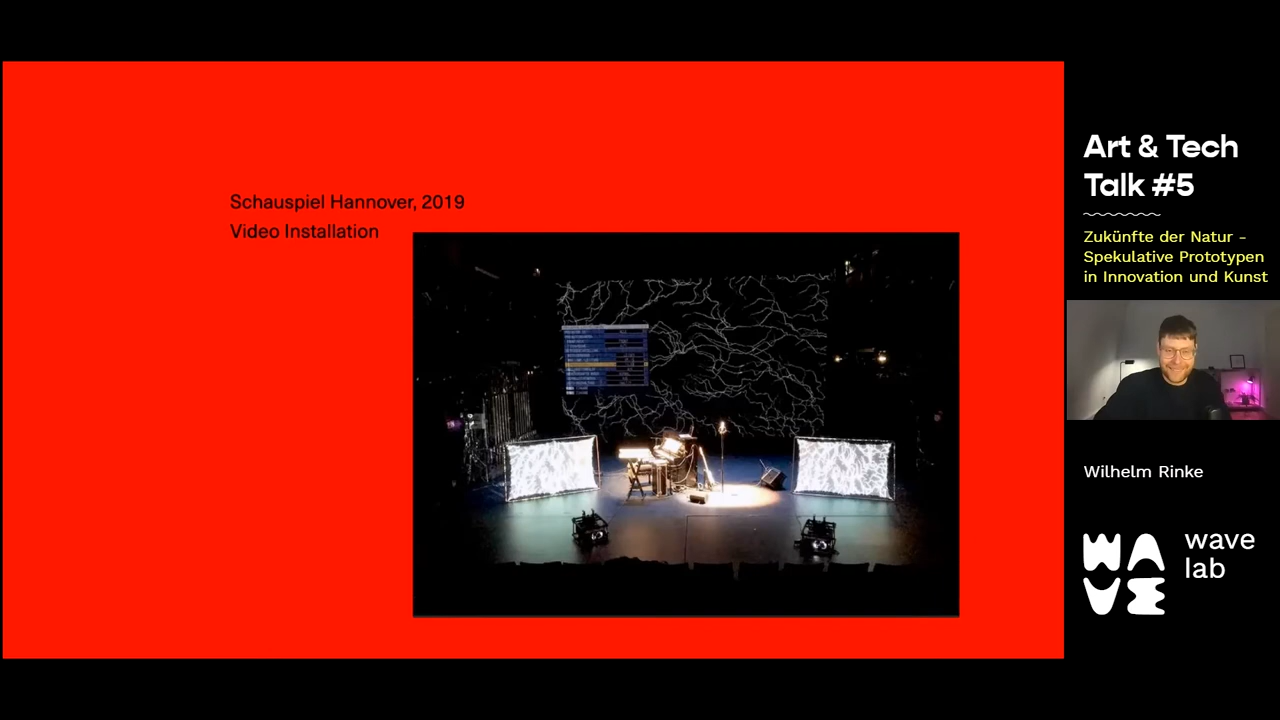 Schauspiel Hannover, 2019
Video Installation
Art & Tech
Talk #5
Zukünfte der Natur –
Spekulative Prototypen
in Innovation und Kunst
Wilhelm Rinke
WAVE
wave
lab